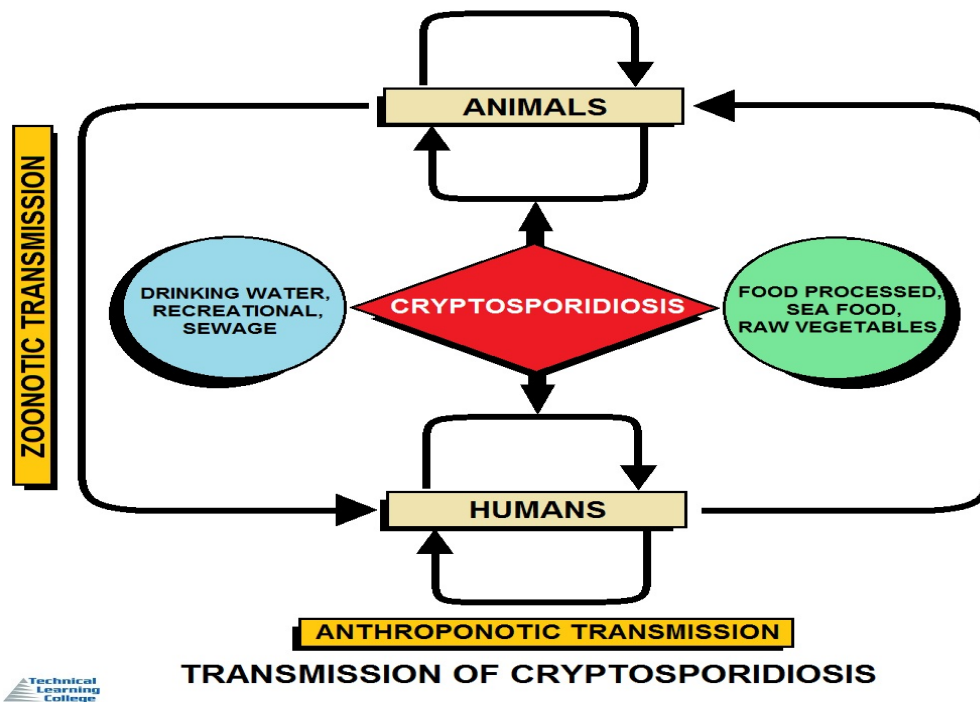 ANIMALS
ZOONOTIC TRANSMISSION
DRINKING WATER,
RECREATIONAL,
SEWAGE
CRYPTOSPORIDIOSIS
FOOD PROCESSED,
SEA FOOD,
RAW VEGETABLES
HUMANS
ANTHROPONOTIC TRANSMISSION
TRANSMISSION OF CRYPTOSPORIDIOSIS
Technical
Learning
College